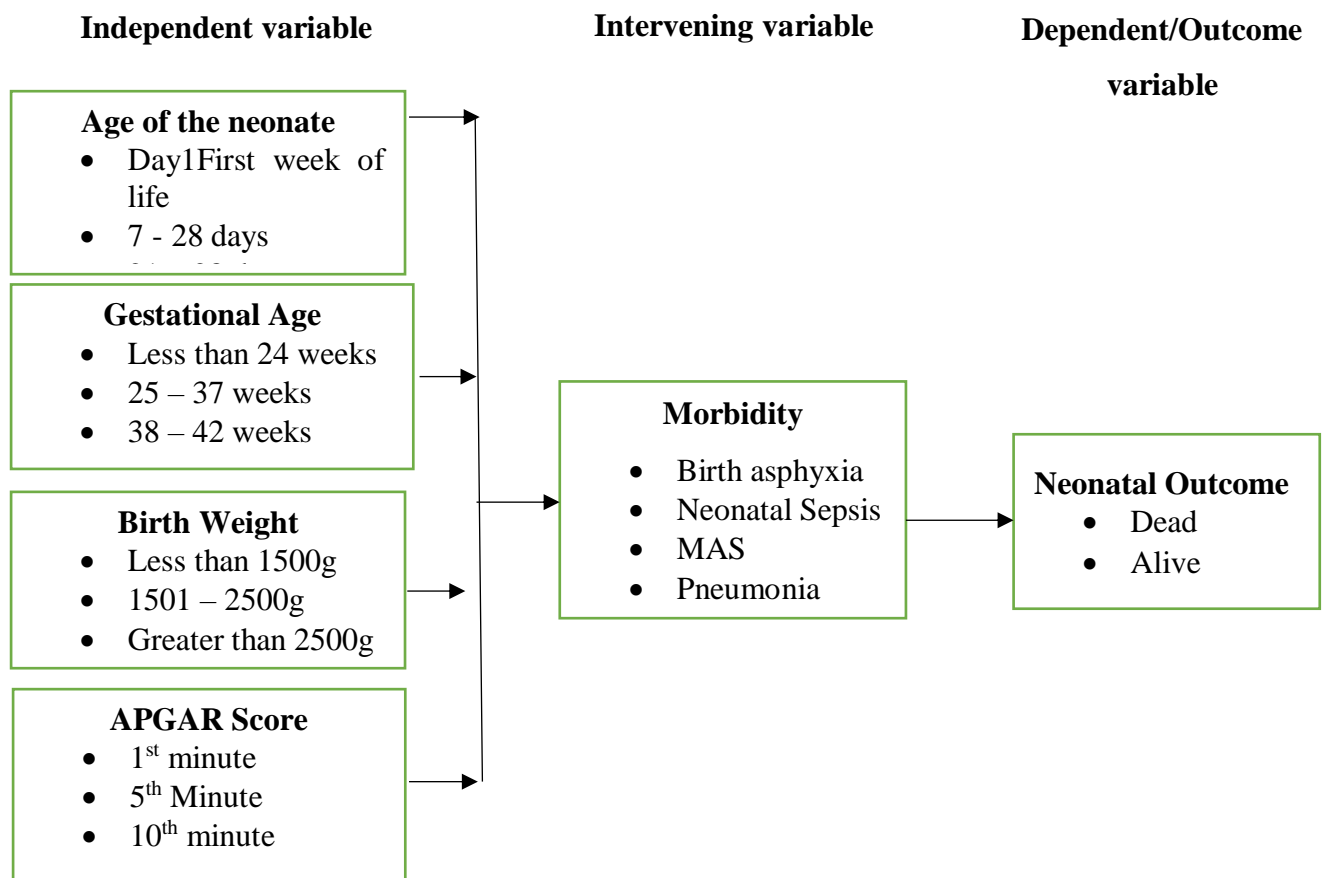 Independent variable
Intervening variable
Dependent/Outcome
variable
Age of the neonate
• Day1First week of
life
• 7 - 28 days
Gestational Age
• Less than 24 weeks
• 25 – 37 weeks
• 38 – 42 weeks
Birth Weight
• Less than 1500g
• 1501 – 2500g
• Greater than 2500g
APGAR Score
• 1st minute
• 5th Minute
• 10th minute
Morbidity
• Birth asphyxia
• Neonatal Sepsis
• MAS
• Pneumonia
Neonatal Outcome
• Dead
• Alive